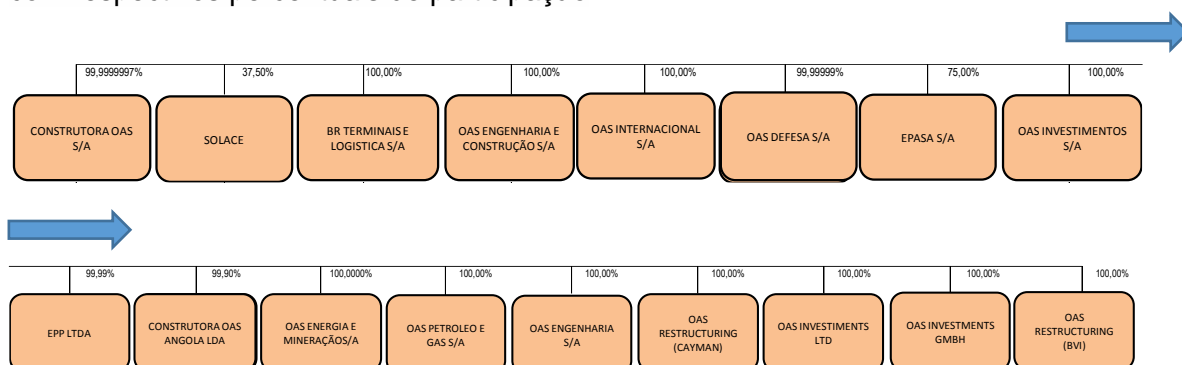 99,9999997%
37,50%
100,00%
100,00%
100,00%
99,99999%
75,00%
100,00%
CONSTRUTORA OAS
S/A
SOLACE
BR TERMINAIS E
LOGISTICA S/A
OAS ENGENHARIA E
CONSTRUÇÃO S/A
OAS INTERNACIONAL
S/A
OAS DEFESA S/A
EPASA S/A
OAS INVESTIMENTOS
S/A
99,99%
99,90%
100,0000%
100,00%
100,00%
100,00%
100,00%
100,00%
100,00%
EPP LTDA
CONSTRUTORA OAS
ANGOLA LDA
OAS ENERGIA E
MINERAÇÃOS/A
OAS PETROLEO E
GAS S/A
OAS ENGENHARIA
S/A
OAS
RESTRUCTURING
(CAYMAN)
OAS INVESTIMENTS
LTD
OAS INVESTMENTS
GMBH
OAS
RESTRUCTURING
(BVI)